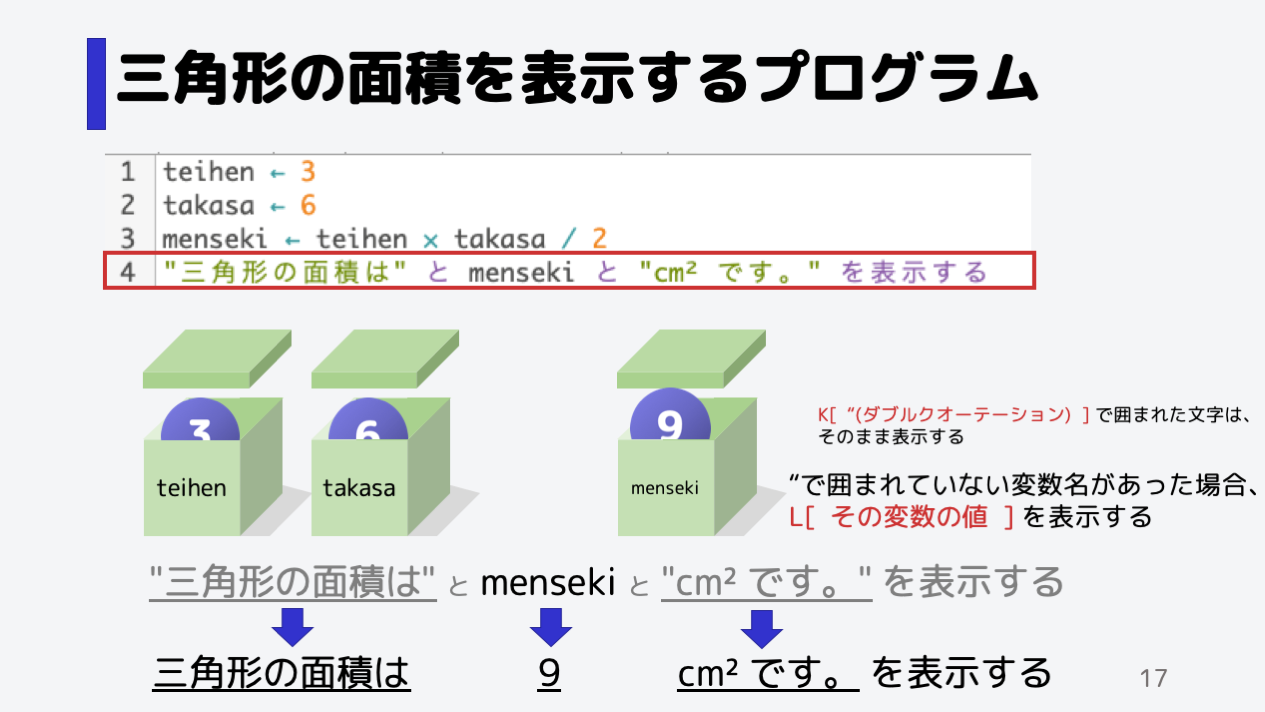 三角形の面積を表示するプログラム
1 teihen ← 3
2 takasa ← 6
3 menseki ← teihen × takasa / 2
4 "三角形の面積は" と menseki と "cm² です。" を表示する
3 6 9
teihen takasa menseki
K[ “(ダブルクオーテーション) ] で囲まれた文字は、
そのまま表示する
“で囲まれていない変数名があった場合、
L[ その変数の値 ] を表示する
"三角形の面積は" と menseki と "cm² です。" を表示する
三角形の面積は 9 cm² です。 を表示する
17